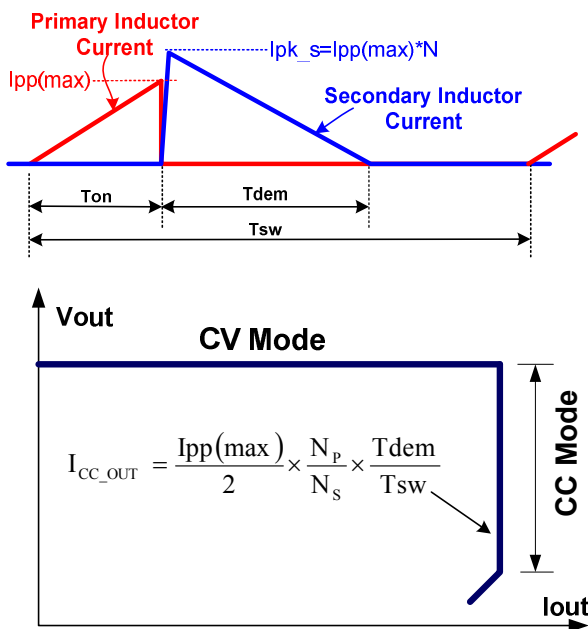 Primary Inductor
Current
Ipk_s=Ipp(max)*N
Ipp(max)
Secondary Inductor
Current
Ton
Tdem
Tsw
Vout
CV Mode
I_CC_OUT = Ipp(max)/2 × N_P/N_S × Tdem/Tsw
CC Mode
Iout